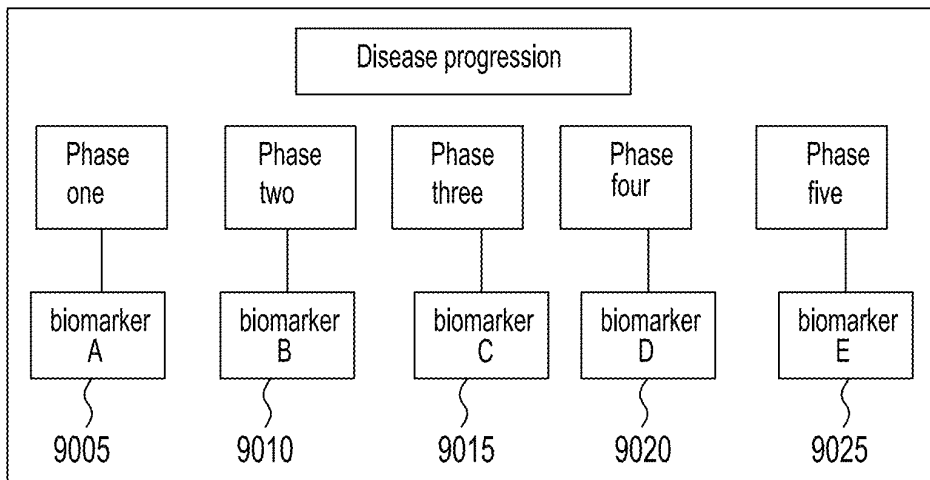 Disease progression
Phase
one
Phase
two
Phase
three
Phase
four
Phase
five
biomarker
A
biomarker
B
biomarker
C
biomarker
D
biomarker
E
9005
9010
9015
9020
9025